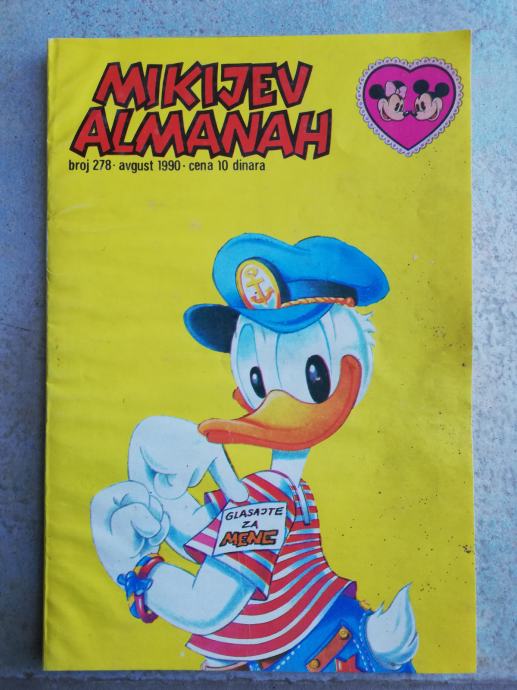 MIKIJEV
ALMANAH
broj 278 · avgust 1990 · cena 10 dinara
GLASAJTE
ZA
MENE